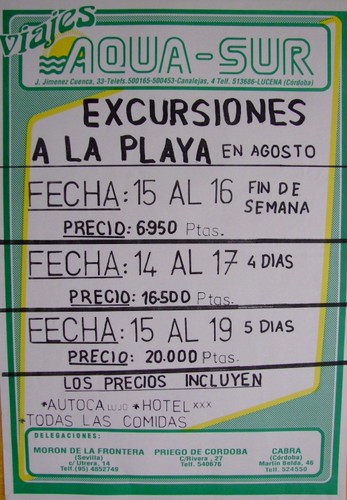 viajes
AQUA-SUR
J. Jimenez Cuenca, 33-Telefs. 500165-500453-Canalejas, 4 Telf. 513686-LUCENA (Córdoba)
EXCURSIONES
A LA PLAYA EN AGOSTO
FECHA: 15 AL 16 FIN DE SEMANA
PRECIO: 6.950 Ptas.
FECHA: 14 AL 17 4 DIAS
PRECIO: 16.500 Ptas.
FECHA: 15 AL 19 5 DIAS
PRECIO: 20.000 Ptas.
LOS PRECIOS INCLUYEN
*AUTOCA LUJO *HOTEL xxx
*TODAS LAS COMIDAS
DELEGACIONES:
MORON DE LA FRONTERA
(Sevilla)
c/ Utrera, 14
Telf. (95) 4852749
PRIEGO DE CORDOBA
C/Rivera, 27
Telf. 540676
CABRA
(Córdoba)
Martín Belda, 46
Telf. 524550